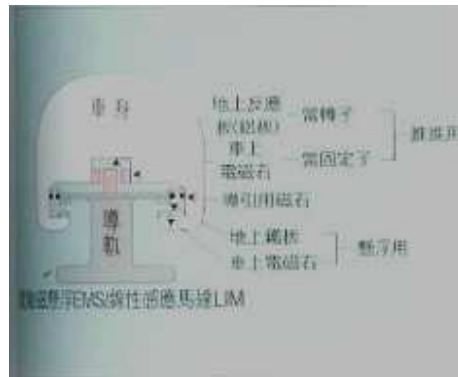 車身
地上反應
板(鋁板)
當轉子
推進用
車上
電磁石
當固定子
導引用磁石
地上鐵板
懸浮用
車上電磁石
導軌
懸浮EMS/線性感應馬達LIM